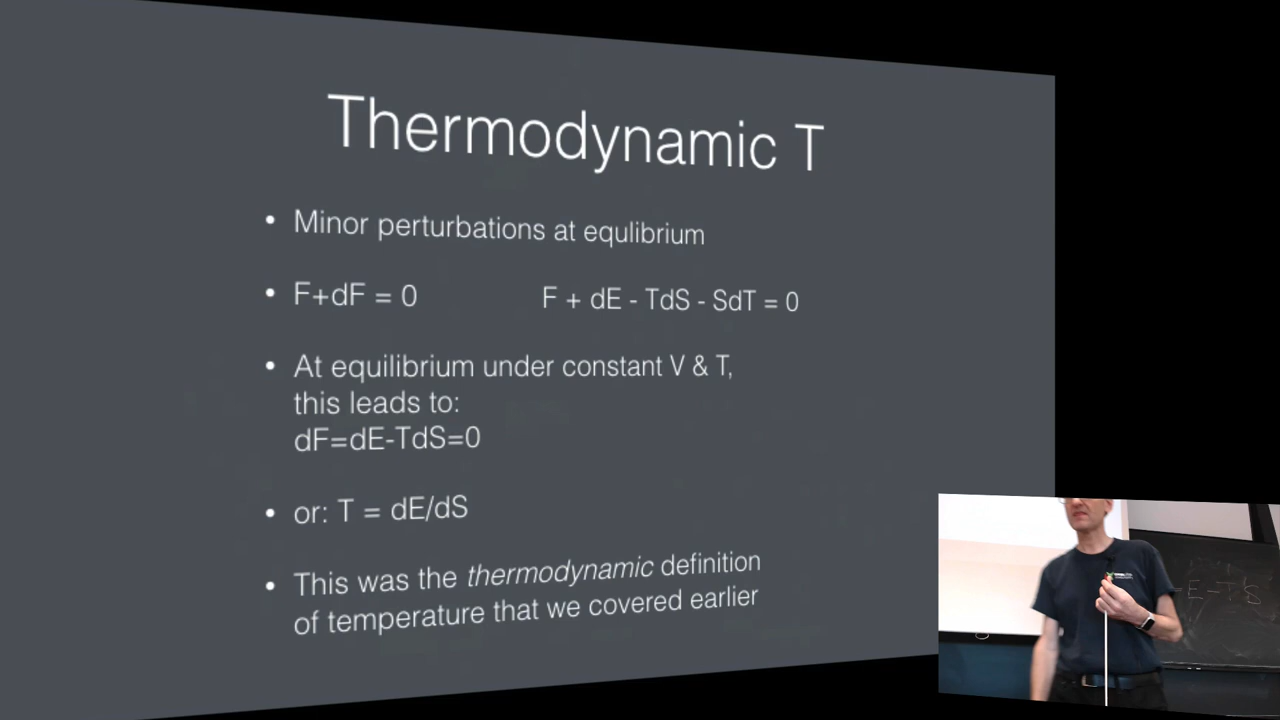 Thermodynamic T
• Minor perturbations at equlibrium
• F+dF = 0 F + dE - TdS - SdT = 0
• At equilibrium under constant V & T,
this leads to:
dF=dE-TdS=0
• or: T = dE/dS
• This was the thermodynamic definition
of temperature that we covered earlier
E-TS